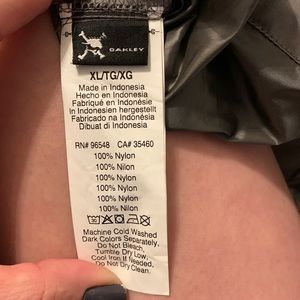 OAKLEY
XL/TG/XG
Made in Indonesia
Hecho en Indonesia
Fabriqué en Indonésie
In Indonesien hergestellt
Fabricado na Indonésia
Dibuat di Indonesia
RN# 96548 CA# 35460
100% Nylon
100% Nilon
100% Nylon
100% Nylon
100% Nylon
100% Nilon
Machine Cold Washed
Dark Colors Separately.
Do Not Bleach,
Tumble Dry Low,
Cool Iron If Needed,
Do Not Dry Clean.